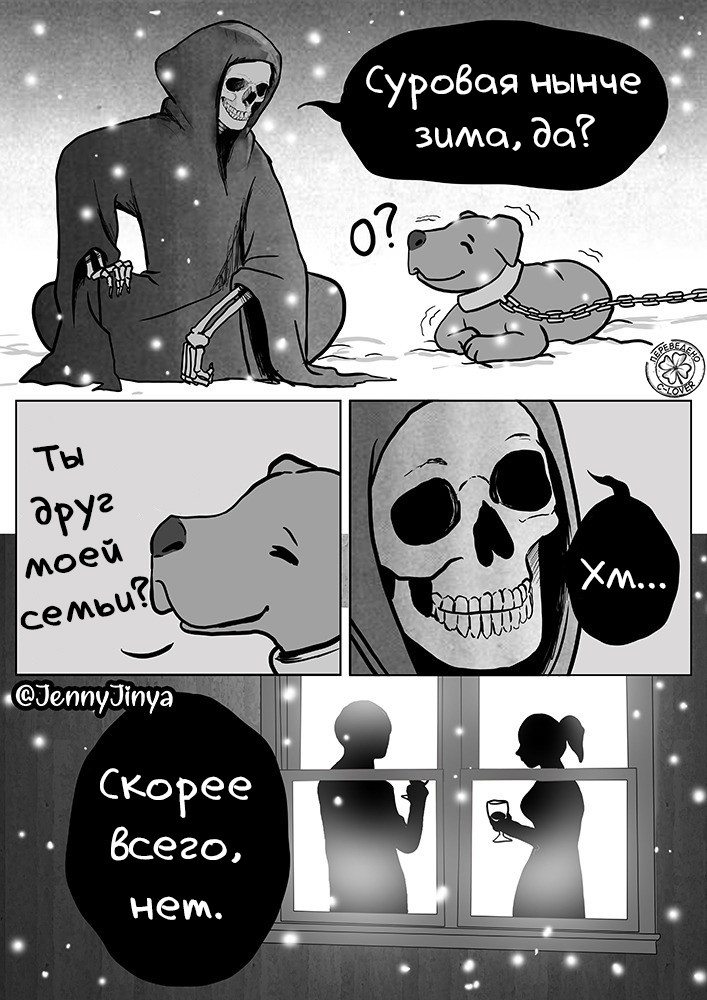 Суровая нынче
зима, да?
О?
ПЕРЕВЕДЕНО
C-LOVER
Ты
друг
моей
семьи?
Хм...
@JennyJinya
Скорее
всего,
нет.